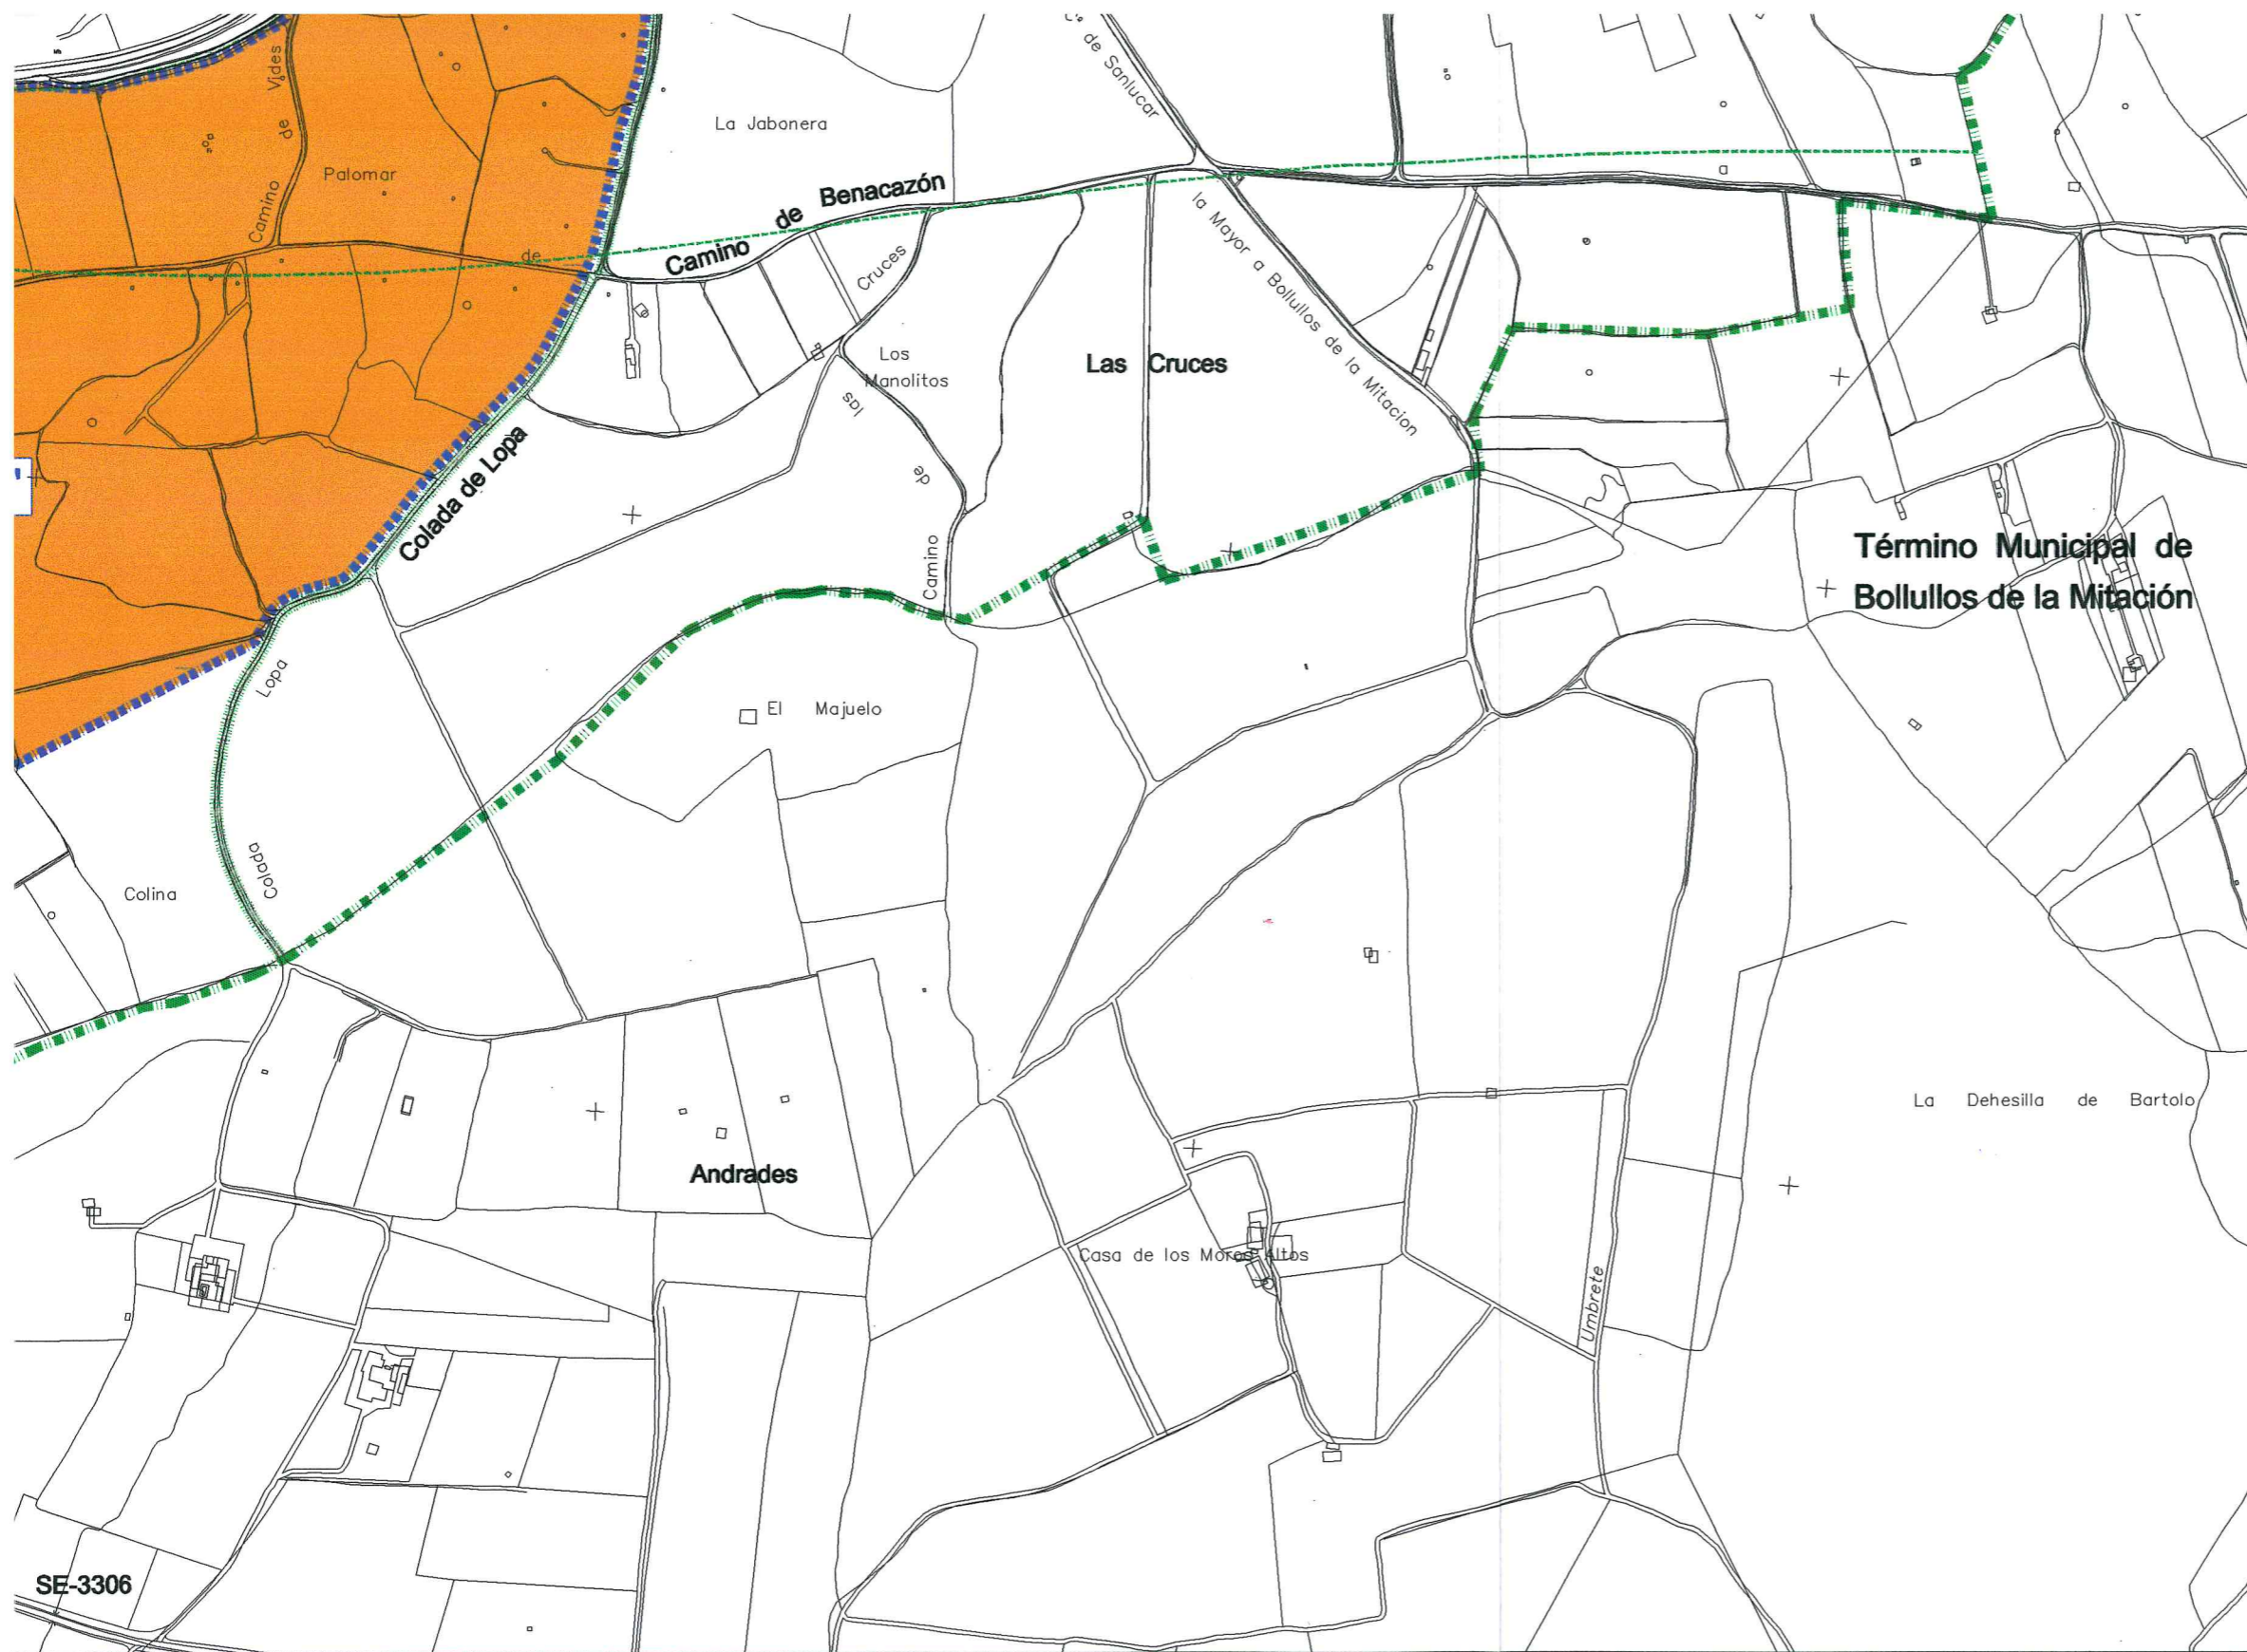 Camino de Vides
Palomar
La Jabonera
C.º de Sanlucar
la Mayor a Bollullos de la Mitacion
Camino de Benacazón
de
Cruces
Los
Manolitos
las
de
Camino
Las Cruces
Colada de Lopa
Término Municipal de
Bollullos de la Mitación
Lopa
Colada
El Majuelo
Colina
La Dehesilla de Bartolo
Andrades
Casa de los Moros Altos
Umbrete
SE-3306